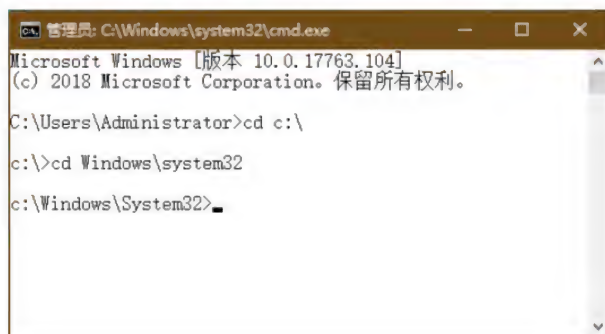 管理员: C:\Windows\system32\cmd.exe
Microsoft Windows [版本 10.0.17763.104]
(c) 2018 Microsoft Corporation。保留所有权利。
C:\Users\Administrator>cd c:\
c:\>cd Windows\system32
c:\Windows\System32>